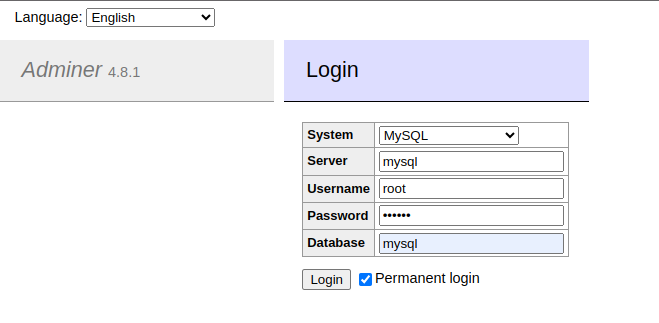 Language: English
Adminer 4.8.1
Login
System MySQL
Server mysql
Username root
Password ••••••
Database mysql
Login Permanent login